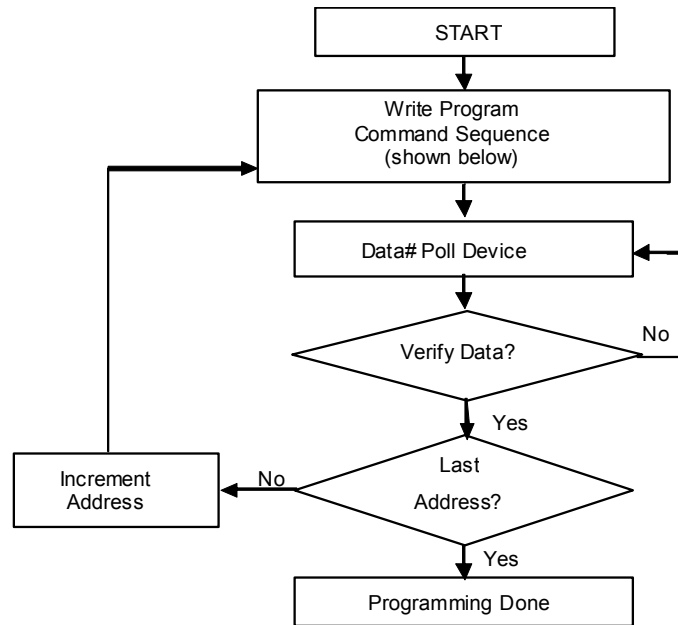 START
Write Program
Command Sequence
(shown below)
Data# Poll Device
Verify Data?
No
Yes
Last
Address?
No
Increment
Address
Yes
Programming Done